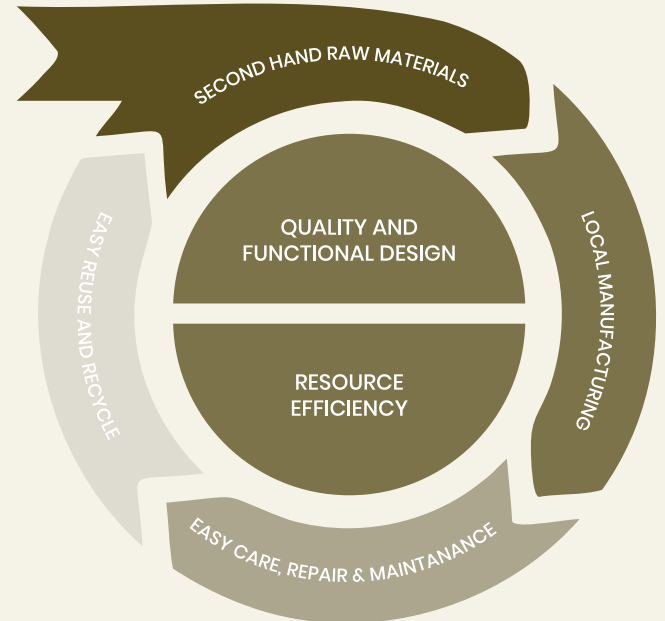 SECOND HAND RAW MATERIALS
LOCAL MANUFACTURING
EASY CARE, REPAIR & MAINTANANCE
EASY REUSE AND RECYCLE
QUALITY AND
FUNCTIONAL DESIGN
RESOURCE
EFFICIENCY